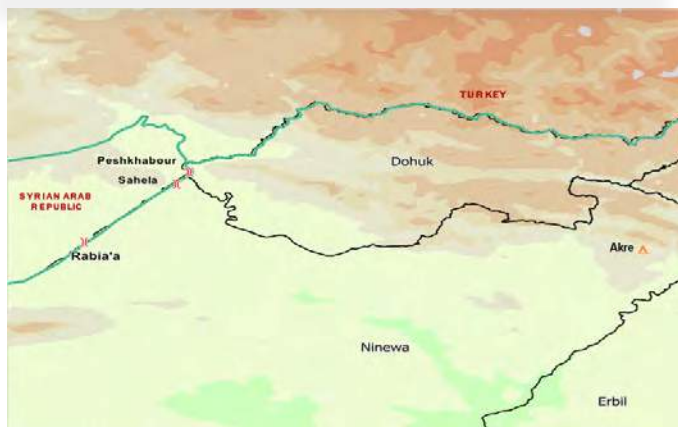 TURKEY
Peshkhabour
Dohuk
Sahela
SYRIAN ARAB
REPUBLIC
Rabia'a
Akre
Ninewa
Erbil